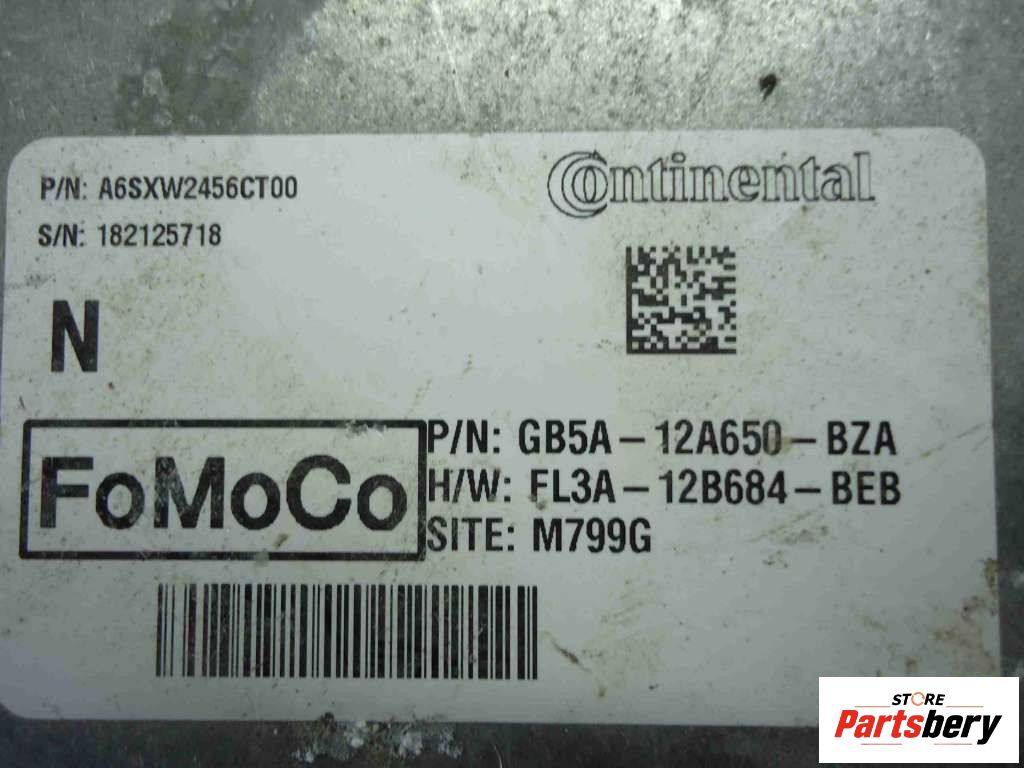 P/N: A6SXW2456CT00
Continental
S/N: 182125718
N
FoMoCo
P/N: GB5A-12A650-BZA
H/W: FL3A-12B684-BEB
SITE: M799G
STORE
Partsbery